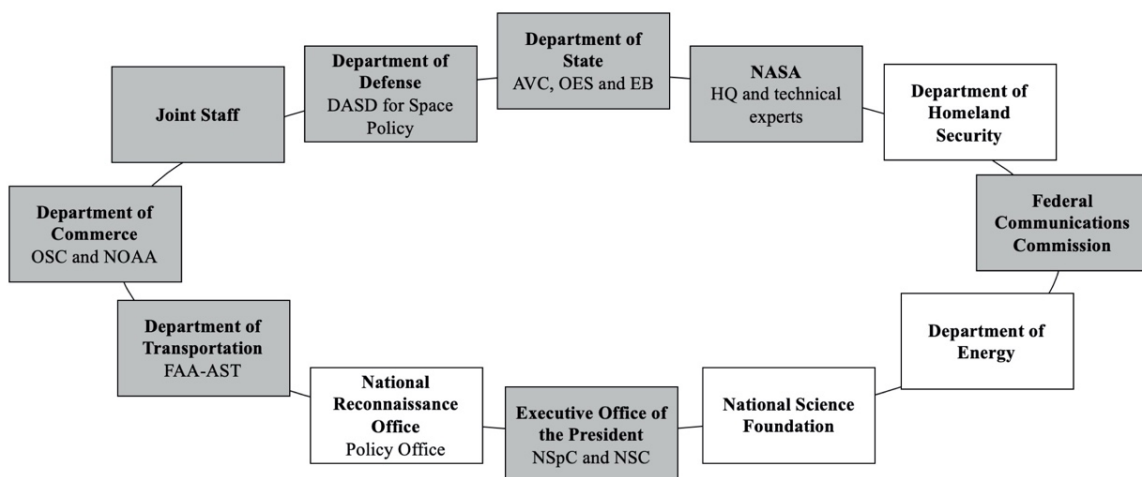 Department of
State
AVC, OES and EB
Department of
Defense
DASD for Space
Policy
NASA
HQ and technical
experts
Joint Staff
Department of
Homeland
Security
Department of
Commerce
OSC and NOAA
Federal
Communications
Commission
Department of
Transportation
FAA-AST
Department of
Energy
National
Reconnaissance
Office
Policy Office
Executive Office of
the President
NSpC and NSC
National Science
Foundation